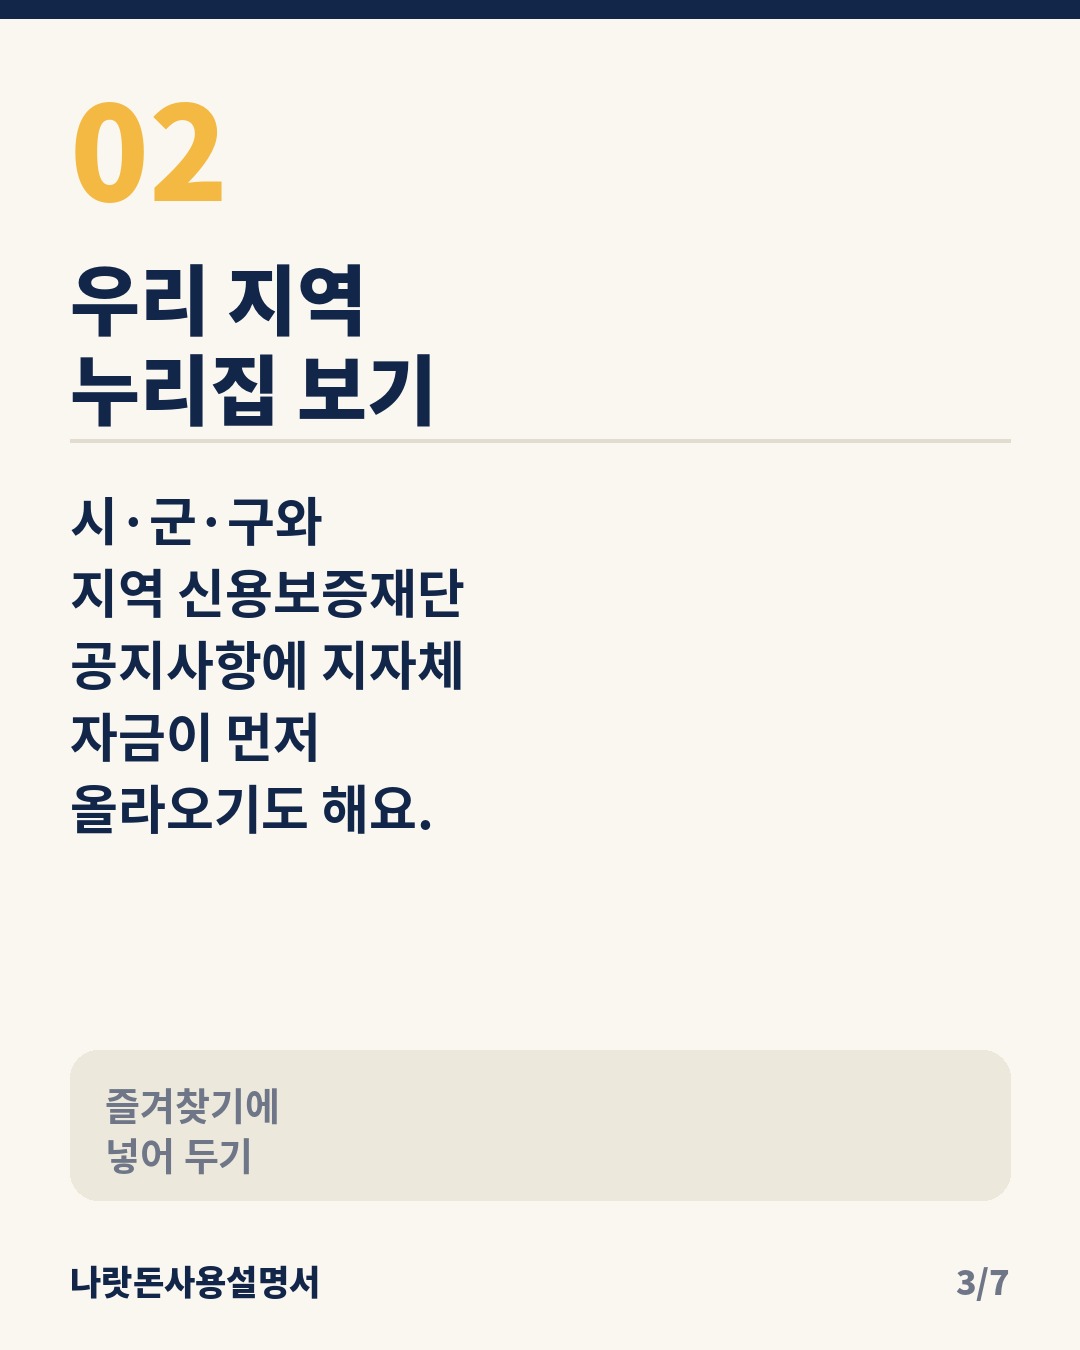 02
우리 지역
누리집 보기
시·군·구와
지역 신용보증재단
공지사항에 지자체
자금이 먼저
올라오기도 해요.
즐겨찾기에
넣어 두기
나랏돈사용설명서
3/7